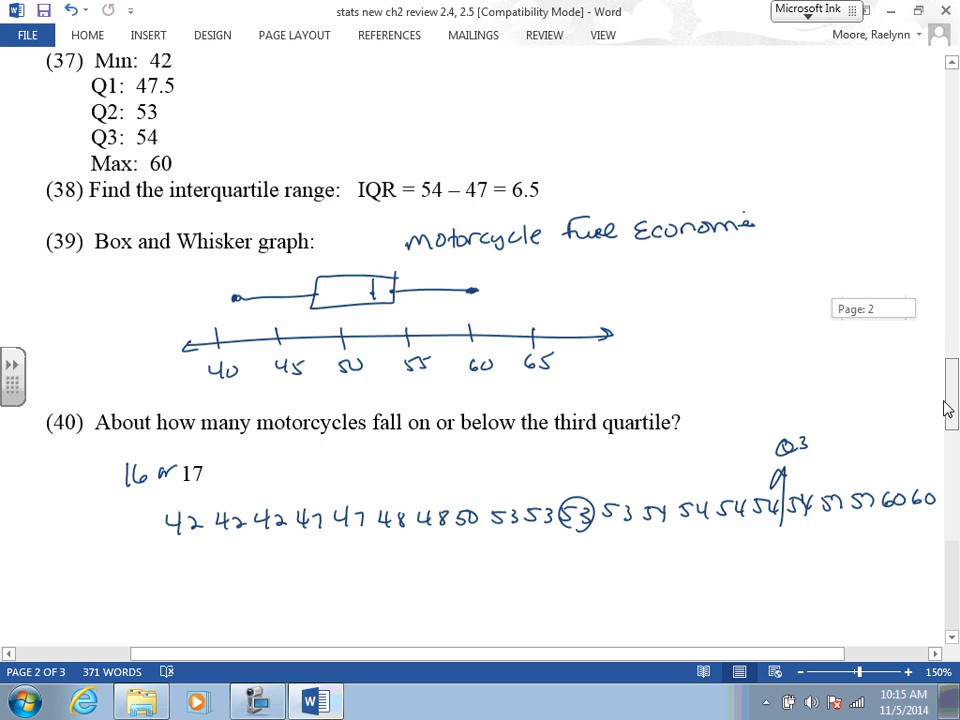 stats new ch2 review 2.4, 2.5 [Compatibility Mode] - Word
Microsoft Ink
FILE HOME INSERT DESIGN PAGE LAYOUT REFERENCES MAILINGS REVIEW VIEW Moore, Raelynn
(37) Min: 42
Q1: 47.5
Q2: 53
Q3: 54
Max: 60
(38) Find the interquartile range: IQR = 54 – 47 = 6.5
(39) Box and Whisker graph: motorcycle fuel Economie
Page: 2
40 45 50 55 60 65
(40) About how many motorcycles fall on or below the third quartile?
Q3
16 or 17
42 42 42 47 47 48 48 50 53 53 53 53 54 54 54 54 54 57 57 60 60
PAGE 2 OF 3 371 WORDS 150%
10:15 AM
11/5/2014